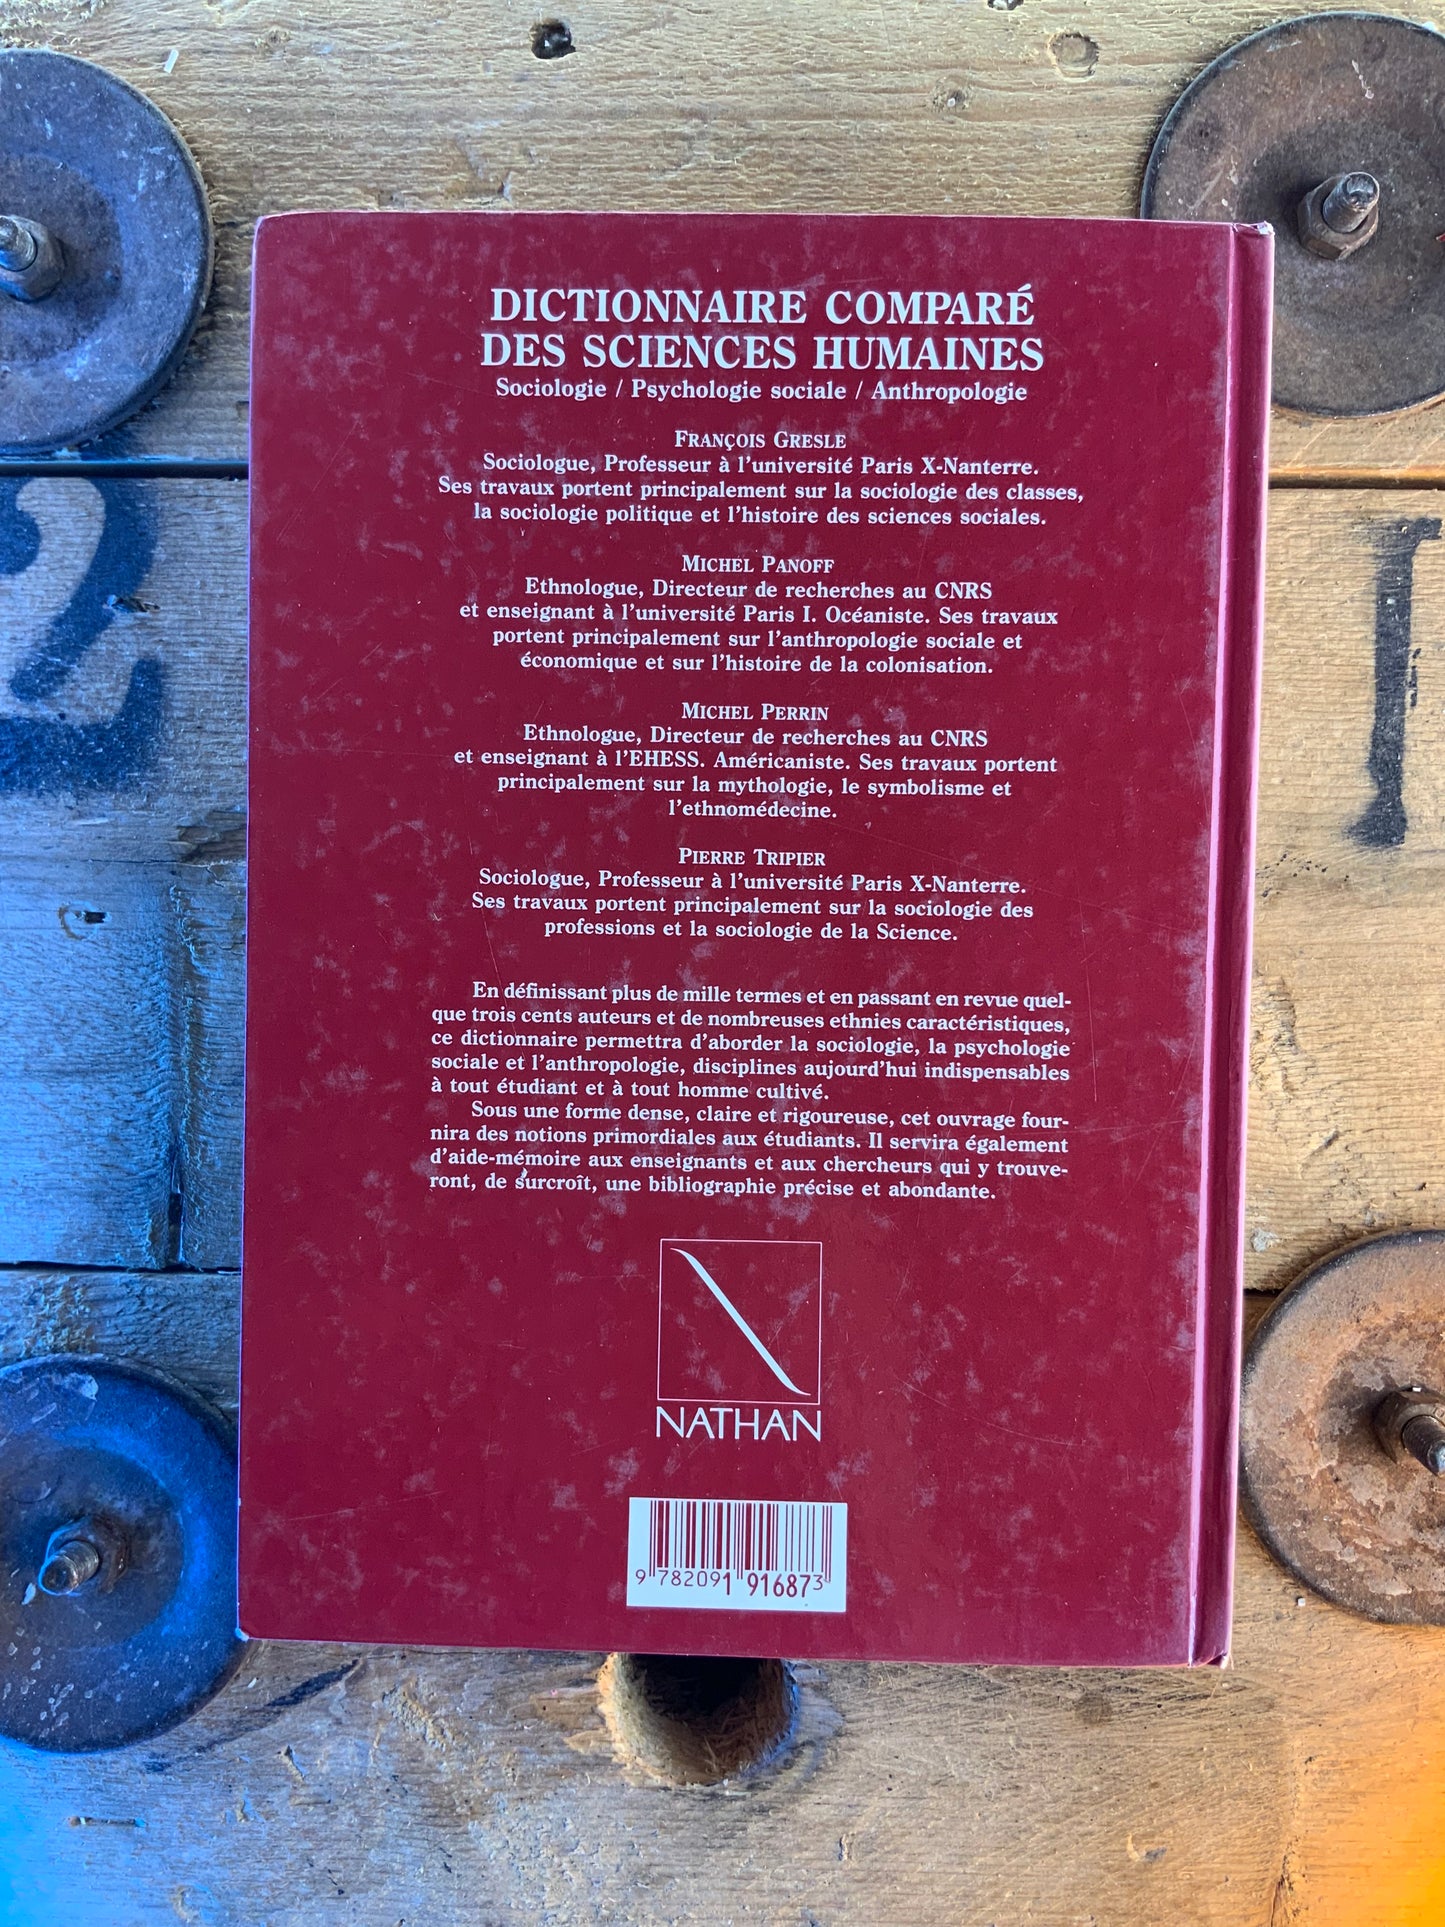 DICTIONNAIRE COMPARÉ
DES SCIENCES HUMAINES
Sociologie / Psychologie sociale / Anthropologie
FRANÇOIS GRESLE
Sociologue, Professeur à l'université Paris X-Nanterre.
Ses travaux portent principalement sur la sociologie des classes,
la sociologie politique et l'histoire des sciences sociales.
MICHEL PANOFF
Ethnologue, Directeur de recherches au CNRS
et enseignant à l'université Paris I. Océaniste. Ses travaux
portent principalement sur l'anthropologie sociale et
économique et sur l'histoire de la colonisation.
MICHEL PERRIN
Ethnologue, Directeur de recherches au CNRS
et enseignant à l'EHESS. Américaniste. Ses travaux portent
principalement sur la mythologie, le symbolisme et
l'ethnomédecine.
PIERRE TRIPIER
Sociologue, Professeur à l'université Paris X-Nanterre.
Ses travaux portent principalement sur la sociologie des
professions et la sociologie de la Science.
En définissant plus de mille termes et en passant en revue quel-
que trois cents auteurs et de nombreuses ethnies caractéristiques,
ce dictionnaire permettra d'aborder la sociologie, la psychologie
sociale et l'anthropologie, disciplines aujourd'hui indispensables
à tout étudiant et à tout homme cultivé.
Sous une forme dense, claire et rigoureuse, cet ouvrage four-
nira des notions primordiales aux étudiants. Il servira également
d'aide-mémoire aux enseignants et aux chercheurs qui y trouve-
ront, de surcroît, une bibliographie précise et abondante.
NATHAN
9 782091 916873
2
I